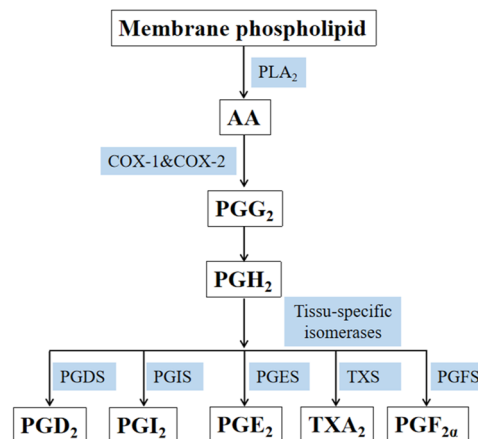 Membrane phospholipid
PLA₂
AA
COX-1&COX-2
PGG₂
PGH₂
Tissu-specific
isomerases
PGDS PGIS PGES TXS PGFS
PGD₂ PGI₂ PGE₂ TXA₂ PGF₂α